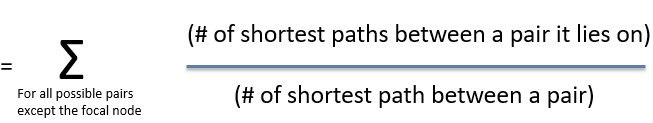 (# of shortest paths between a pair it lies on)
= Σ
For all possible pairs
except the focal node
(# of shortest path between a pair)